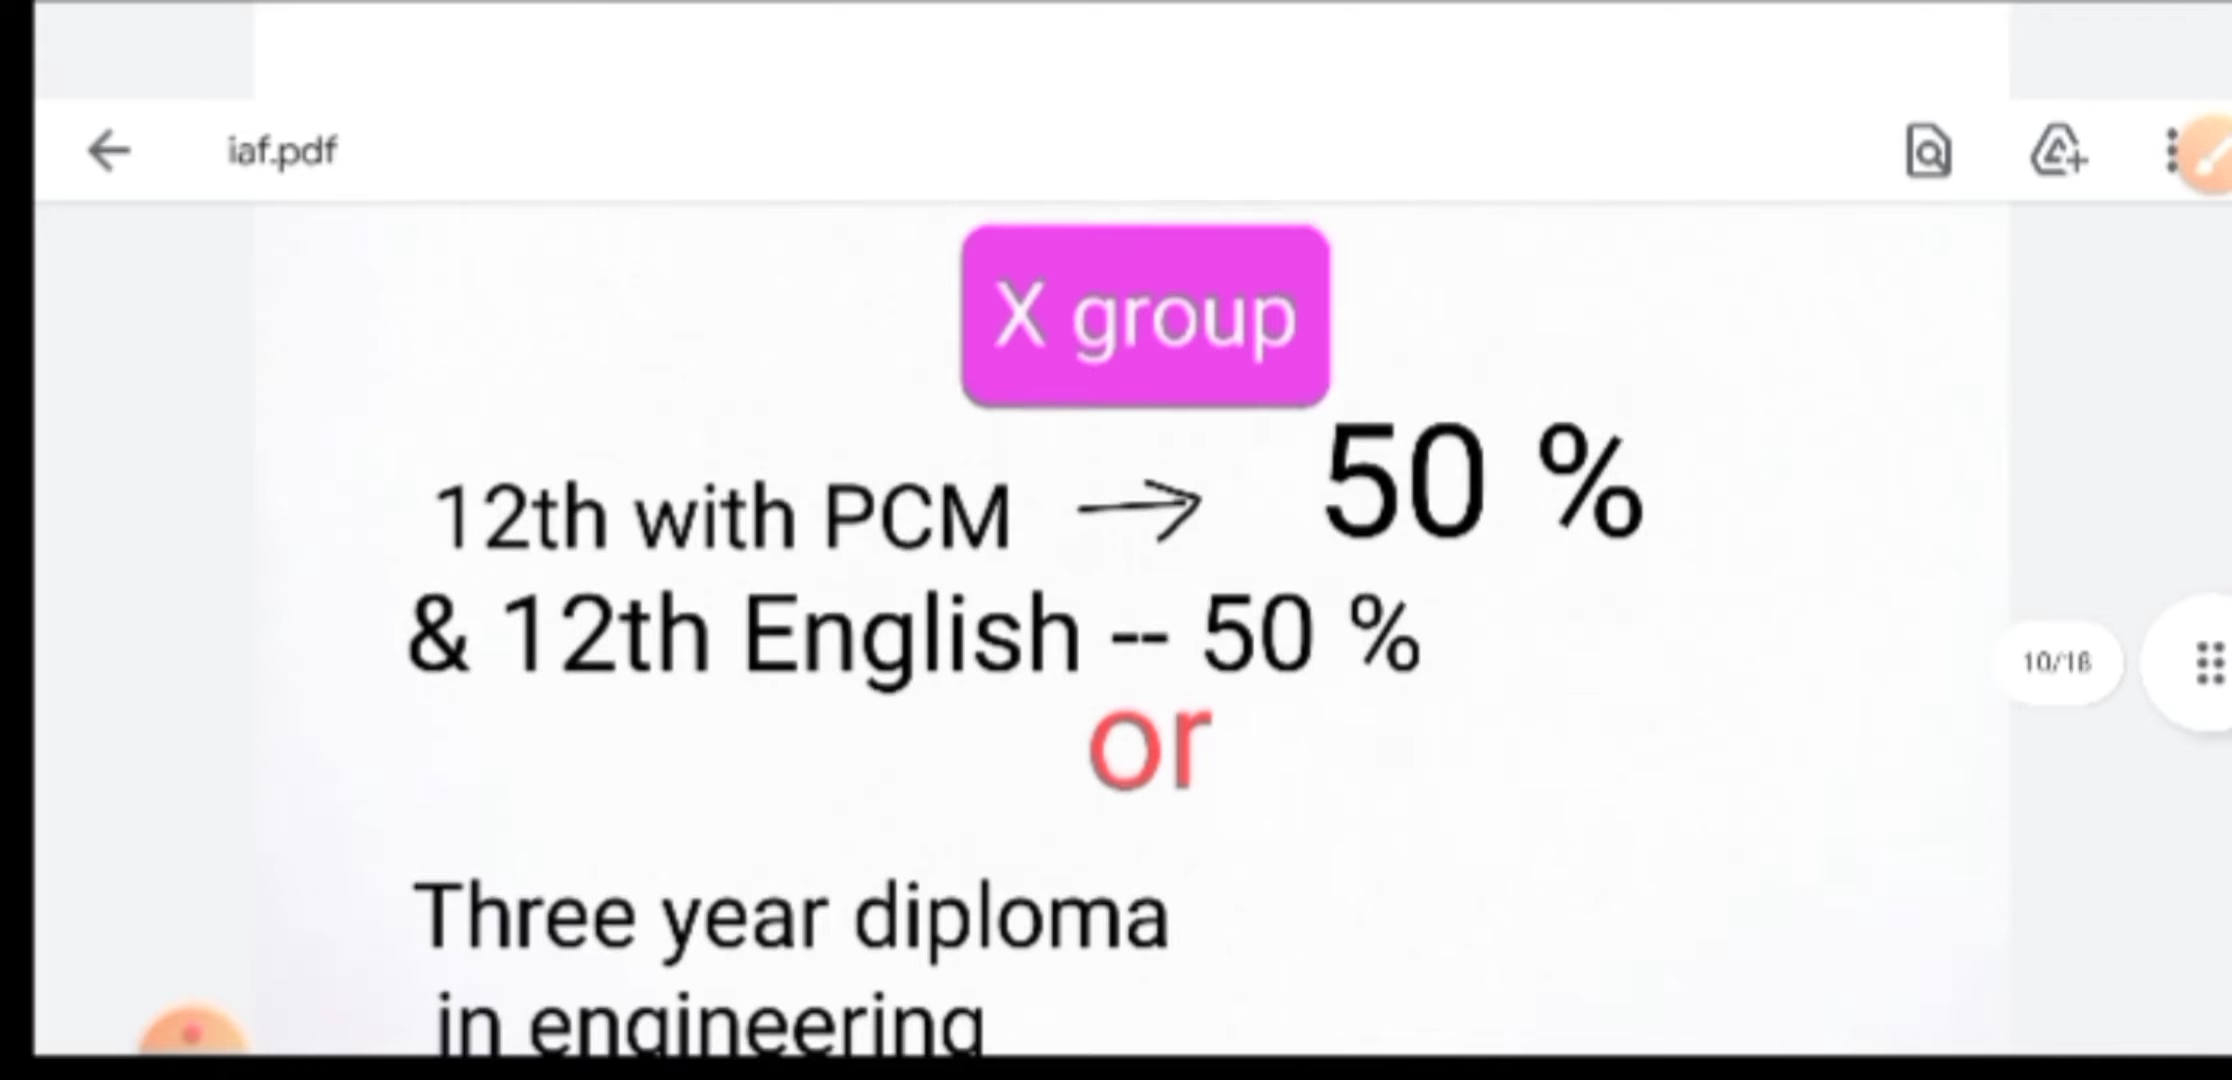 iaf.pdf
X group
12th with PCM → 50 %
& 12th English -- 50 %
or
10/18
Three year diploma
in engineering